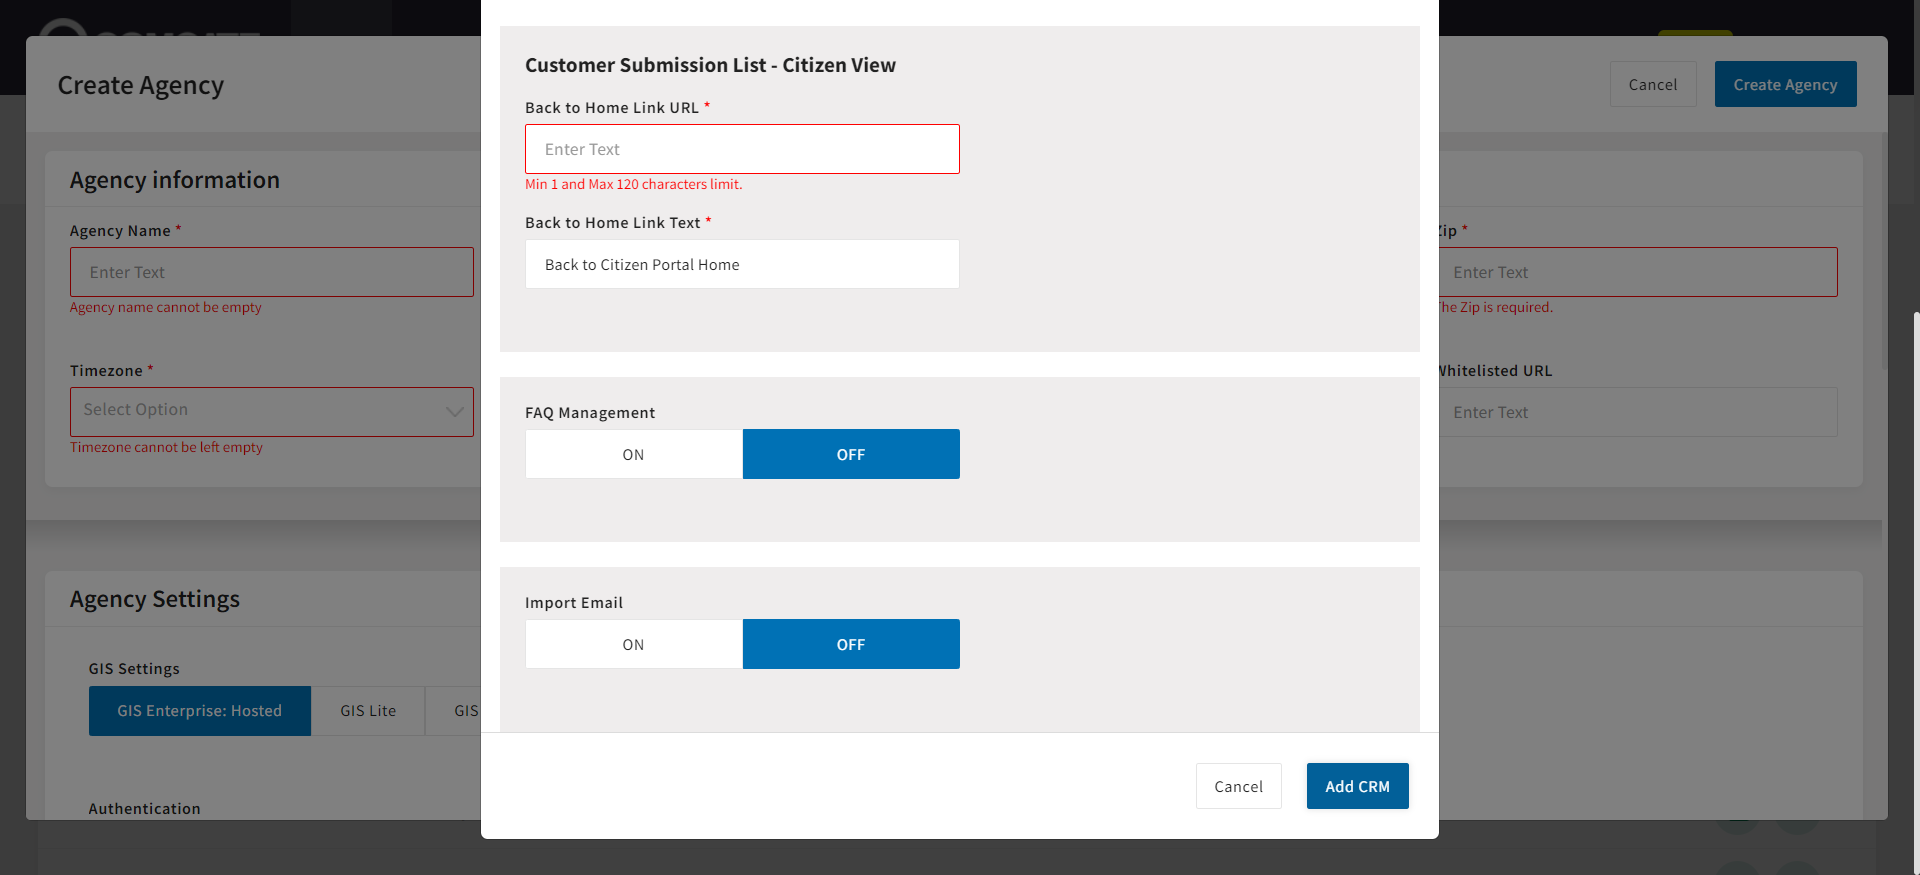 Create Agency
Cancel
Create Agency
Agency information
Agency Name *
Enter Text
Agency name cannot be empty
Timezone *
Select Option
Timezone cannot be left empty
Zip *
Enter Text
The Zip is required.
Whitelisted URL
Enter Text
Agency Settings
GIS Settings
GIS Enterprise: Hosted
GIS Lite
GIS
Authentication
Customer Submission List - Citizen View
Back to Home Link URL *
Enter Text
Min 1 and Max 120 characters limit.
Back to Home Link Text *
Back to Citizen Portal Home
FAQ Management
ON
OFF
Import Email
ON
OFF
Cancel
Add CRM